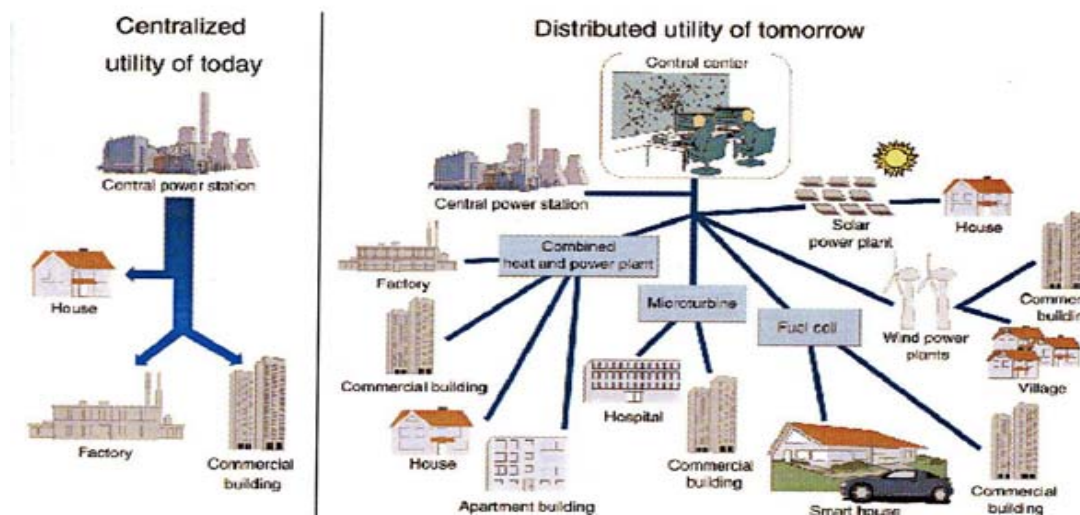 Centralized
utility of today
Central power station
House
Factory
Commercial
building
Distributed utility of tomorrow
Control center
Central power station
Solar
power plant
House
Combined
heat and power plant
Factory
Microturbine
Fuel cell
Wind power
plants
Commercial
building
Village
Commercial building
Hospital
House
Apartment building
Commercial
building
Smart house
Commercial
building